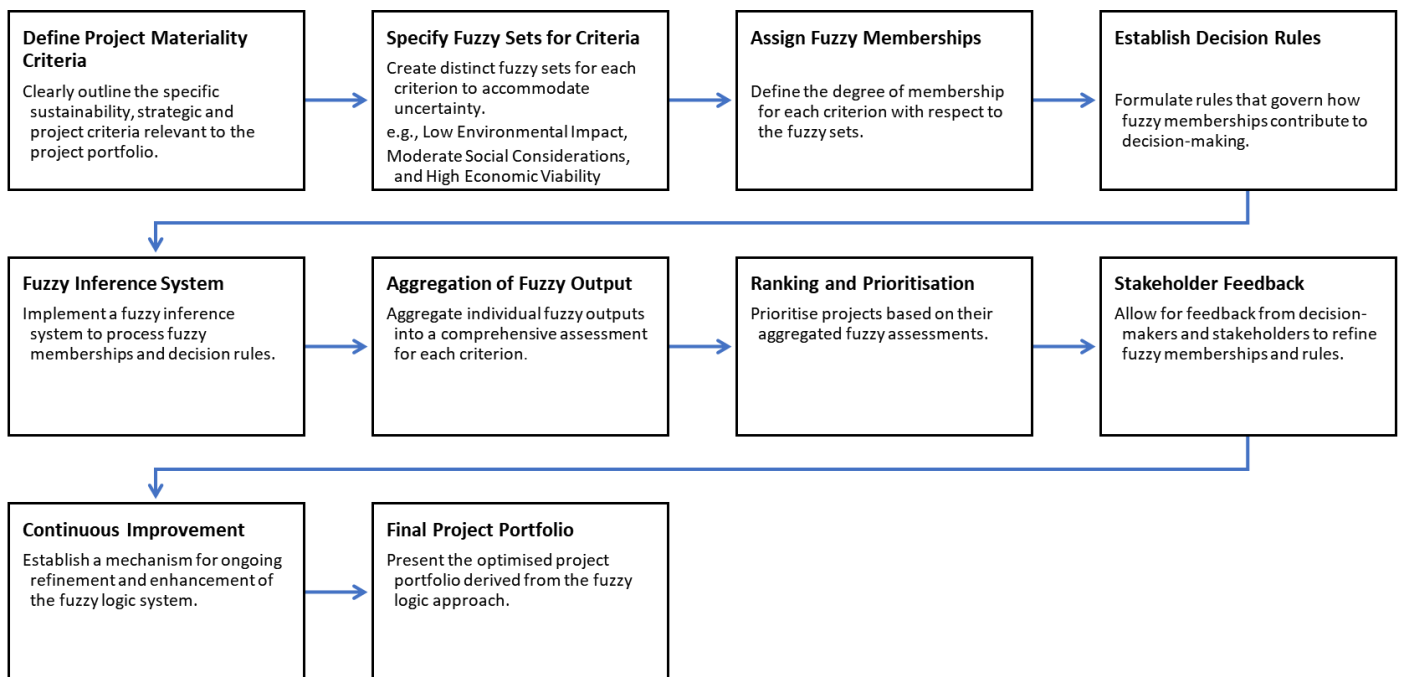 Define Project Materiality
Criteria
Clearly outline the specific
sustainability, strategic and
project criteria relevant to the
project portfolio.
Specify Fuzzy Sets for Criteria
Create distinct fuzzy sets for each
criterion to accommodate
uncertainty.
e.g., Low Environmental Impact,
Moderate Social Considerations,
and High Economic Viability
Assign Fuzzy Memberships
Define the degree of membership
for each criterion with respect to
the fuzzy sets.
Establish Decision Rules
Formulate rules that govern how
fuzzy memberships contribute to
decision-making.
Fuzzy Inference System
Implement a fuzzy inference
system to process fuzzy
memberships and decision rules.
Aggregation of Fuzzy Output
Aggregate individual fuzzy outputs
into a comprehensive assessment
for each criterion.
Ranking and Prioritisation
Prioritise projects based on their
aggregated fuzzy assessments.
Stakeholder Feedback
Allow for feedback from decision-
makers and stakeholders to refine
fuzzy memberships and rules.
Continuous Improvement
Establish a mechanism for ongoing
refinement and enhancement of
the fuzzy logic system.
Final Project Portfolio
Present the optimised project
portfolio derived from the fuzzy
logic approach.